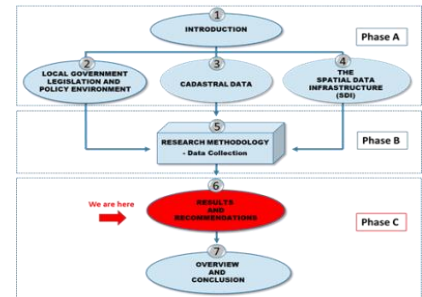 1
INTRODUCTION
Phase A
2
LOCAL GOVERNMENT
LEGISLATION AND
POLICY ENVIRONMENT
3
CADASTRAL DATA
4
THE
SPATIAL DATA
INFRASTRUCTURE
(SDI)
5
RESEARCH METHODOLOGY
- Data Collection
Phase B
6
We are here
RESULTS
AND
RECOMMENDATIONS
Phase C
7
OVERVIEW
AND
CONCLUSION